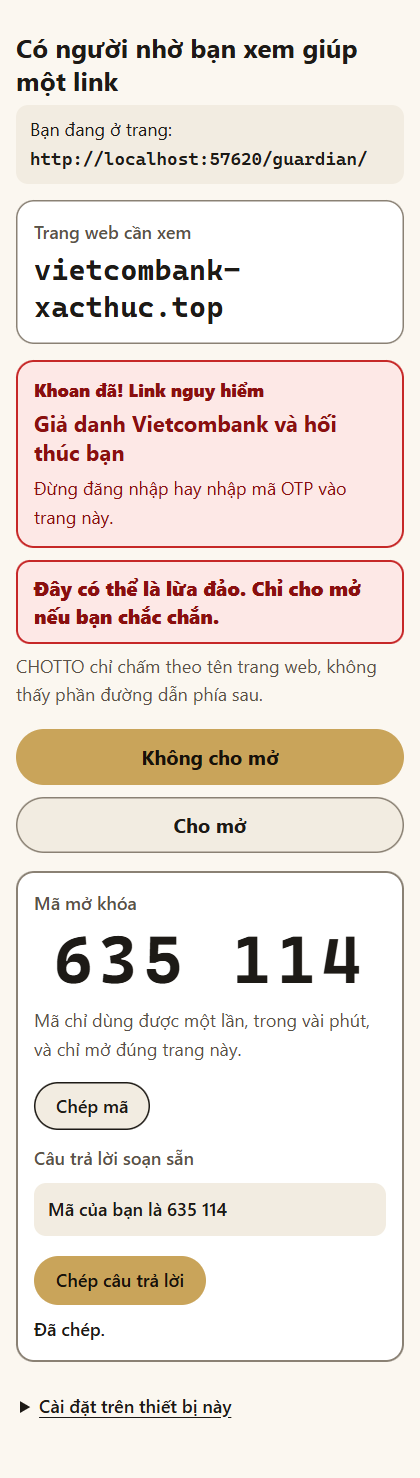 Có người nhờ bạn xem giúp
một link
Bạn đang ở trang:
http://localhost:57620/guardian/
Trang web cần xem
vietcombank-
xacthuc.top
Khoan đã! Link nguy hiểm
Giả danh Vietcombank và hối
thúc bạn
Đừng đăng nhập hay nhập mã OTP vào
trang này.
Đây có thể là lừa đảo. Chỉ cho mở
nếu bạn chắc chắn.
CHOTTO chỉ chấm theo tên trang web, không
thấy phần đường dẫn phía sau.
Không cho mở
Cho mở
Mã mở khóa
635 114
Mã chỉ dùng được một lần, trong vài phút,
và chỉ mở đúng trang này.
Chép mã
Câu trả lời soạn sẵn
Mã của bạn là 635 114
Chép câu trả lời
Đã chép.
Cài đặt trên thiết bị này